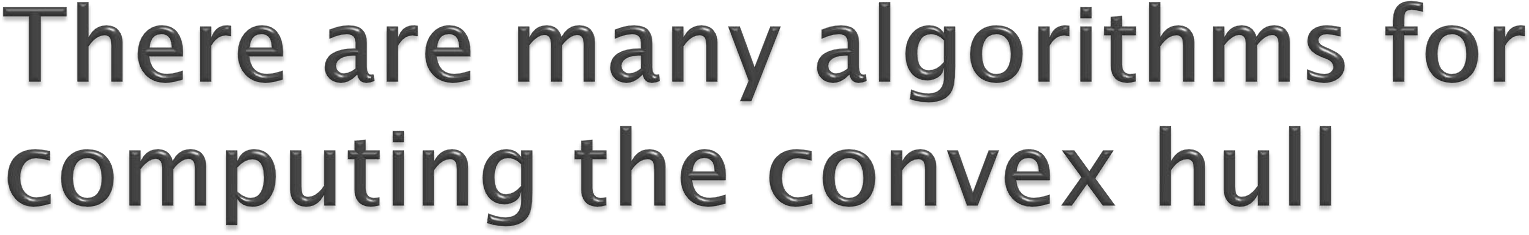 There are many algorithms for
computing the convex hull